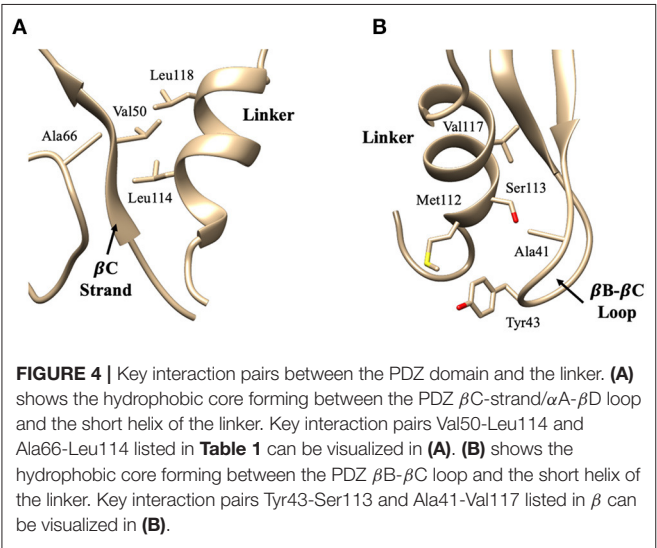 A
B
Leu118
Val50
Linker
Ala66
Leu114
βC
Strand
Linker
Val117
Ser113
Met112
Ala41
βB-βC
Loop
Tyr43
FIGURE 4 | Key interaction pairs between the PDZ domain and the linker. (A)
shows the hydrophobic core forming between the PDZ βC-strand/αA-βD loop
and the short helix of the linker. Key interaction pairs Val50-Leu114 and
Ala66-Leu114 listed in Table 1 can be visualized in (A). (B) shows the
hydrophobic core forming between the PDZ βB-βC loop and the short helix of
the linker. Key interaction pairs Tyr43-Ser113 and Ala41-Val117 listed in β can
be visualized in (B).